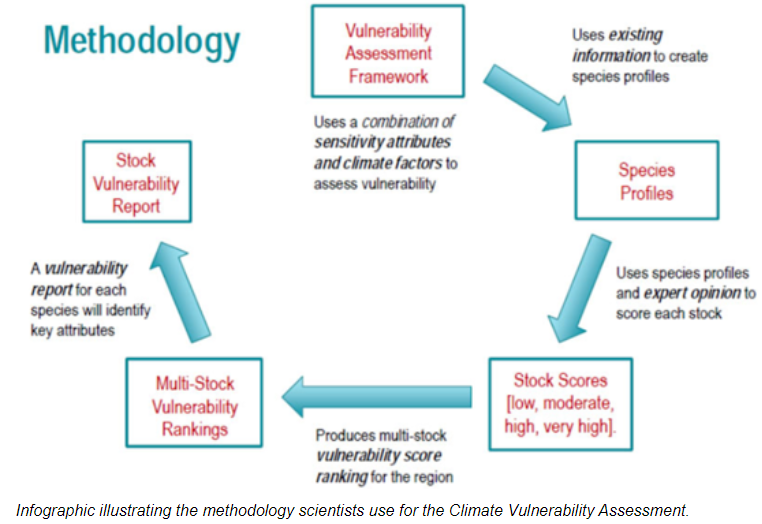 Methodology
Vulnerability
Assessment
Framework
Uses existing
information to create
species profiles
Uses a combination of
sensitivity attributes
and climate factors to
assess vulnerability
Species
Profiles
Uses species profiles
and expert opinion to
score each stock
Stock Scores
[low, moderate,
high, very high].
Produces multi-stock
vulnerability score
ranking for the region
Multi-Stock
Vulnerability
Rankings
A vulnerability
report for each
species will identify
key attributes
Stock
Vulnerability
Report
Infographic illustrating the methodology scientists use for the Climate Vulnerability Assessment.